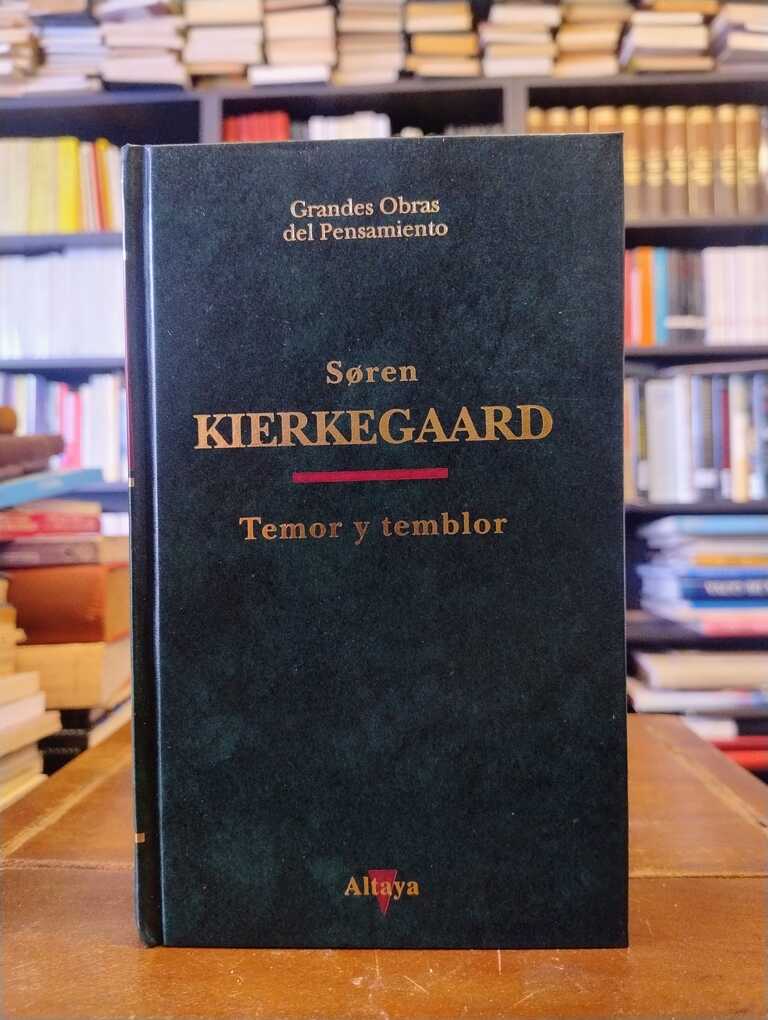 Grandes Obras
del Pensamiento
Søren
KIERKEGAARD
Temor y temblor
Altaya